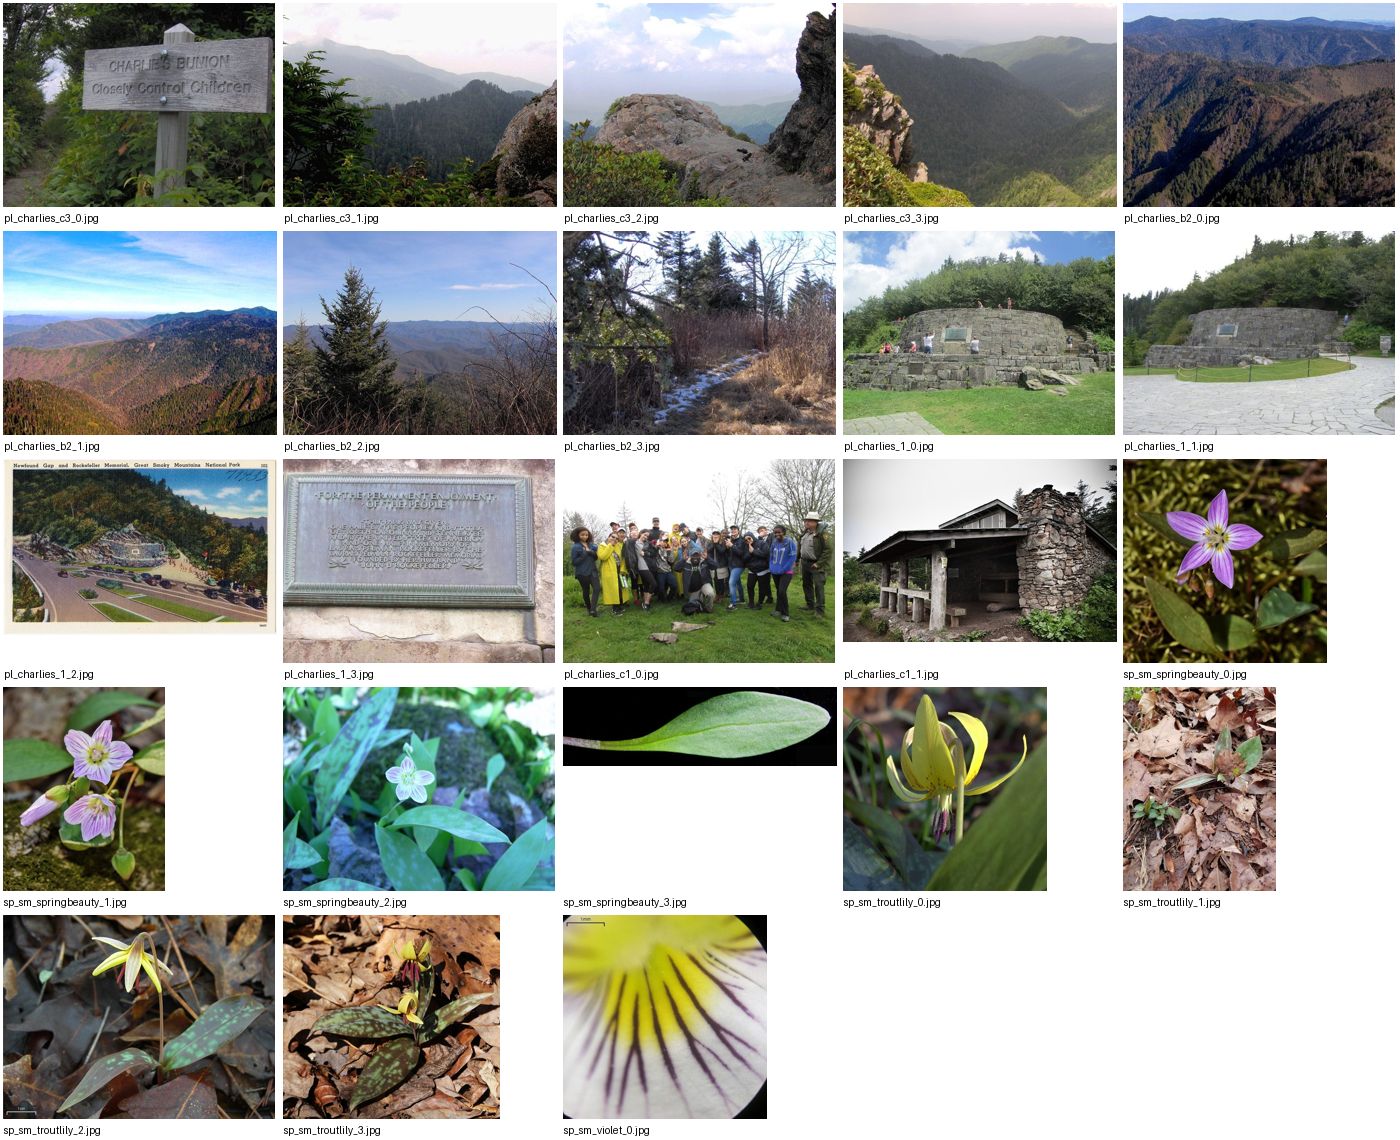 CHARLIE'S BUNION
Closely Control Children
pl_charlies_c3_0.jpg
pl_charlies_c3_1.jpg
pl_charlies_c3_2.jpg
pl_charlies_c3_3.jpg
pl_charlies_b2_0.jpg
pl_charlies_b2_1.jpg
pl_charlies_b2_2.jpg
pl_charlies_b2_3.jpg
pl_charlies_1_0.jpg
pl_charlies_1_1.jpg
Newfound Gap and Rockefeller Memorial, Great Smoky Mountains National Park
FOR THE PERMANENT ENJOYMENT
OF THE PEOPLE
pl_charlies_1_2.jpg
pl_charlies_1_3.jpg
pl_charlies_c1_0.jpg
pl_charlies_c1_1.jpg
sp_sm_springbeauty_0.jpg
sp_sm_springbeauty_1.jpg
sp_sm_springbeauty_2.jpg
sp_sm_springbeauty_3.jpg
sp_sm_troutlily_0.jpg
sp_sm_troutlily_1.jpg
sp_sm_troutlily_2.jpg
sp_sm_troutlily_3.jpg
sp_sm_violet_0.jpg